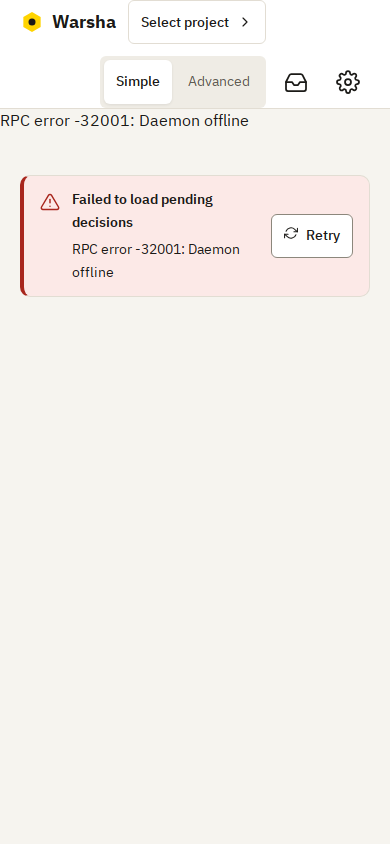 Warsha
Select project
Simple
Advanced
RPC error -32001: Daemon offline
Failed to load pending
decisions
RPC error -32001: Daemon
offline
Retry